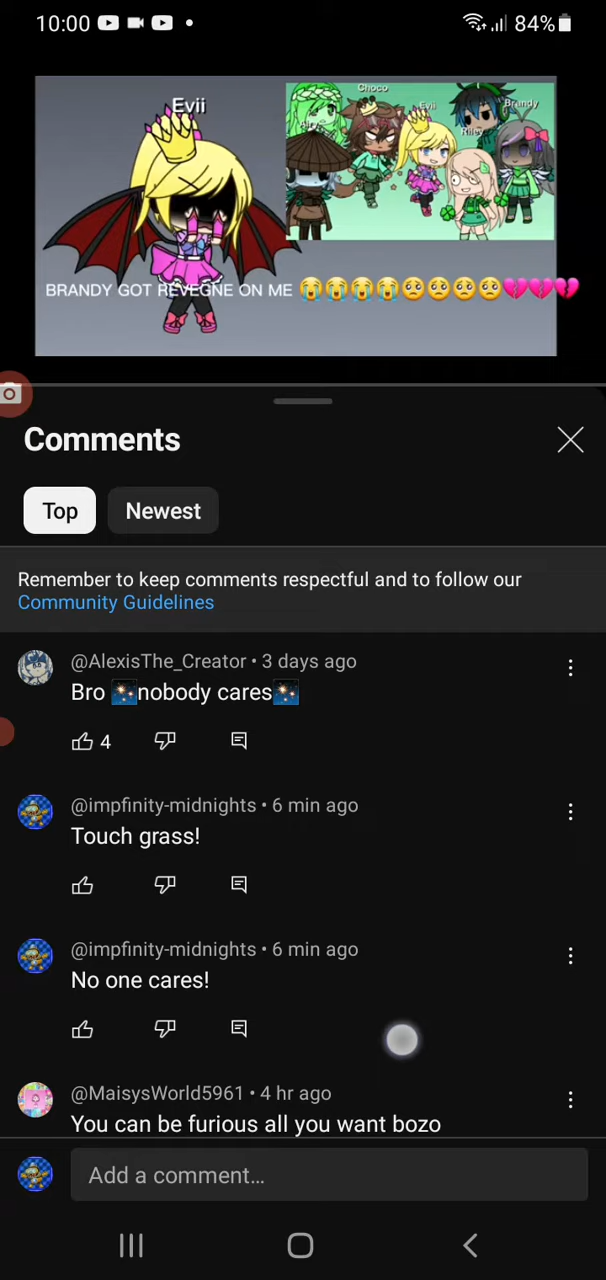 10:00
84%
Evii
Choco
Evii
Brandy
Riley
BRANDY GOT REVEGNE ON ME 😭😭😭😭🥺🥺🥺🥺💔💔💔
Comments
Top
Newest
Remember to keep comments respectful and to follow our
Community Guidelines
@AlexisThe_Creator • 3 days ago
Bro 🎇nobody cares🎇
4
@impfinity-midnights • 6 min ago
Touch grass!
@impfinity-midnights • 6 min ago
No one cares!
@MaisysWorld5961 • 4 hr ago
You can be furious all you want bozo
Add a comment...